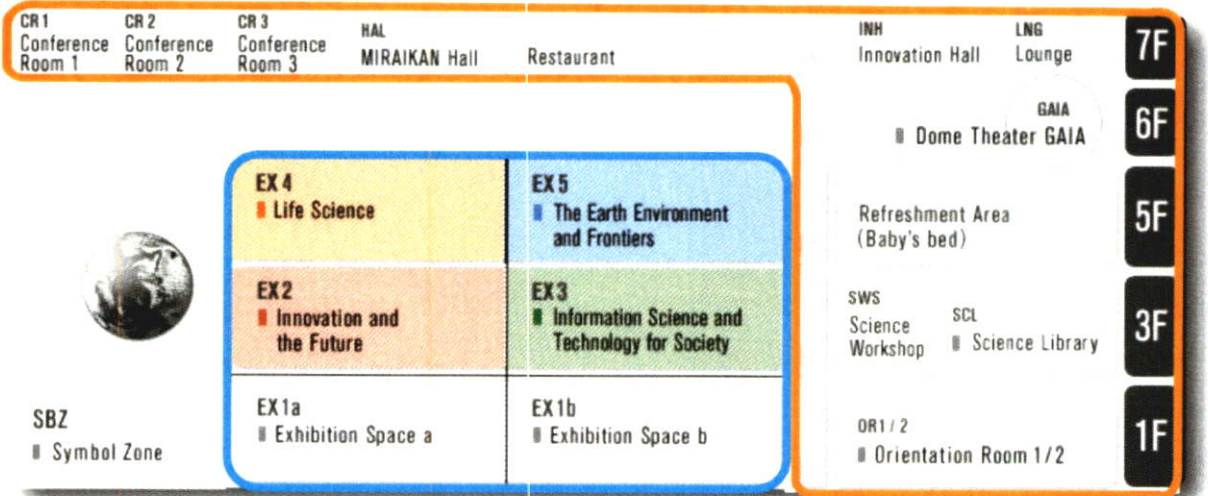 CR1
Conference
Room 1
CR2
Conference
Room 2
CR3
Conference
Room 3
HAL
MIRAIKAN Hall
Restaurant
INH
Innovation Hall
LNG
Lounge
7F
GAIA
Dome Theater GAIA
6F
EX4
Life Science
EX5
The Earth Environment
and Frontiers
Refreshment Area
(Baby's bed)
5F
EX2
Innovation and
the Future
EX3
Information Science and
Technology for Society
SWS
Science
Workshop
SCL
Science Library
3F
SBZ
Symbol Zone
EX1a
Exhibition Space a
EX1b
Exhibition Space b
OR1/2
Orientation Room 1/2
1F